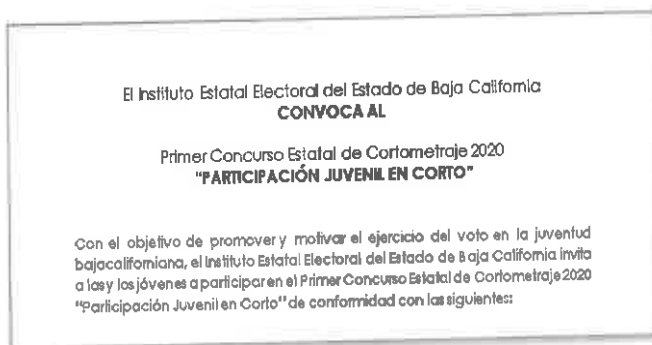 El Instituto Estatal Electoral del Estado de Baja California
CONVOCA AL
Primer Concurso Estatal de Cortometraje 2020
"PARTICIPACIÓN JUVENIL EN CORTO"
Con el objetivo de promover y motivar el ejercicio del voto en la juventud
bajacaliforniana, el Instituto Estatal Electoral del Estado de Baja California invita
a las y los jóvenes a participar en el Primer Concurso Estatal de Cortometraje 2020
"Participación Juvenil en Corto" de conformidad con las siguientes: